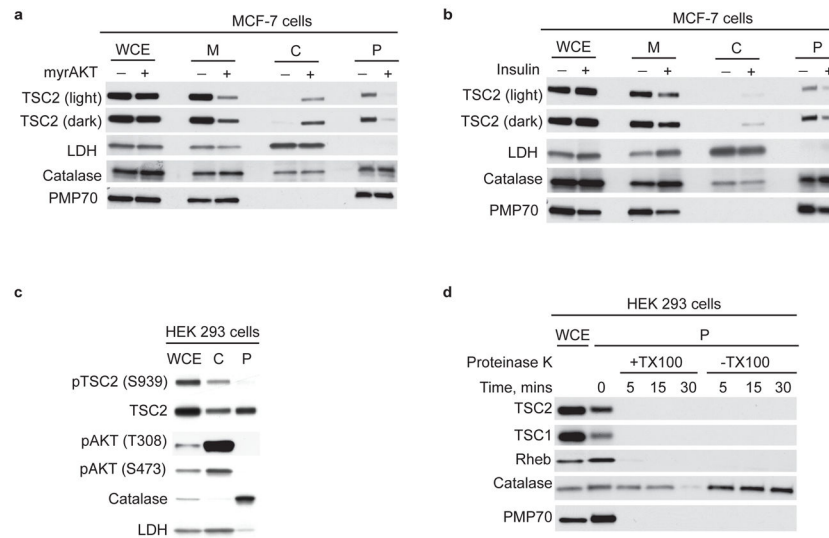 a
MCF-7 cells
WCE M C P
myrAKT – + – + – + – +
TSC2 (light)
TSC2 (dark)
LDH
Catalase
PMP70
b
MCF-7 cells
WCE M C P
Insulin – + – + – + – +
TSC2 (light)
TSC2 (dark)
LDH
Catalase
PMP70
c
HEK 293 cells
WCE C P
pTSC2 (S939)
TSC2
pAKT (T308)
pAKT (S473)
Catalase
LDH
d
HEK 293 cells
WCE P
Proteinase K +TX100 -TX100
Time, mins 0 5 15 30 5 15 30
TSC2
TSC1
Rheb
Catalase
PMP70